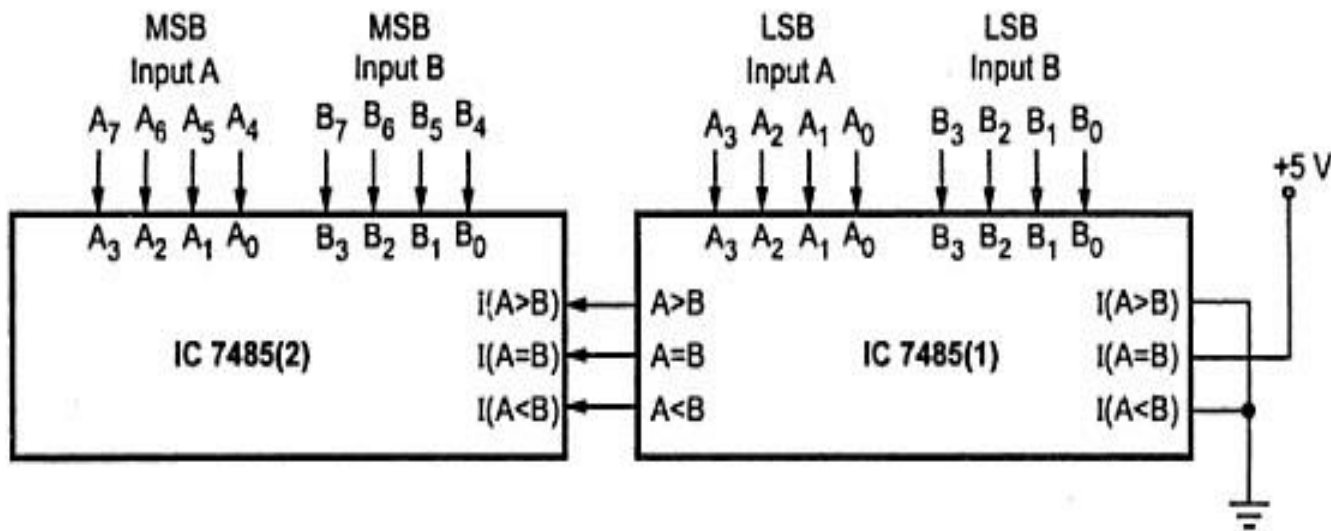 MSB MSB LSB LSB
Input A Input B Input A Input B
A7 A6 A5 A4 B7 B6 B5 B4 A3 A2 A1 A0 B3 B2 B1 B0
+5 V
A3 A2 A1 A0 B3 B2 B1 B0 A3 A2 A1 A0 B3 B2 B1 B0
I(A>B) A>B I(A>B)
IC 7485(2) I(A=B) A=B IC 7485(1) I(A=B)
I(A<B) A<B I(A<B)